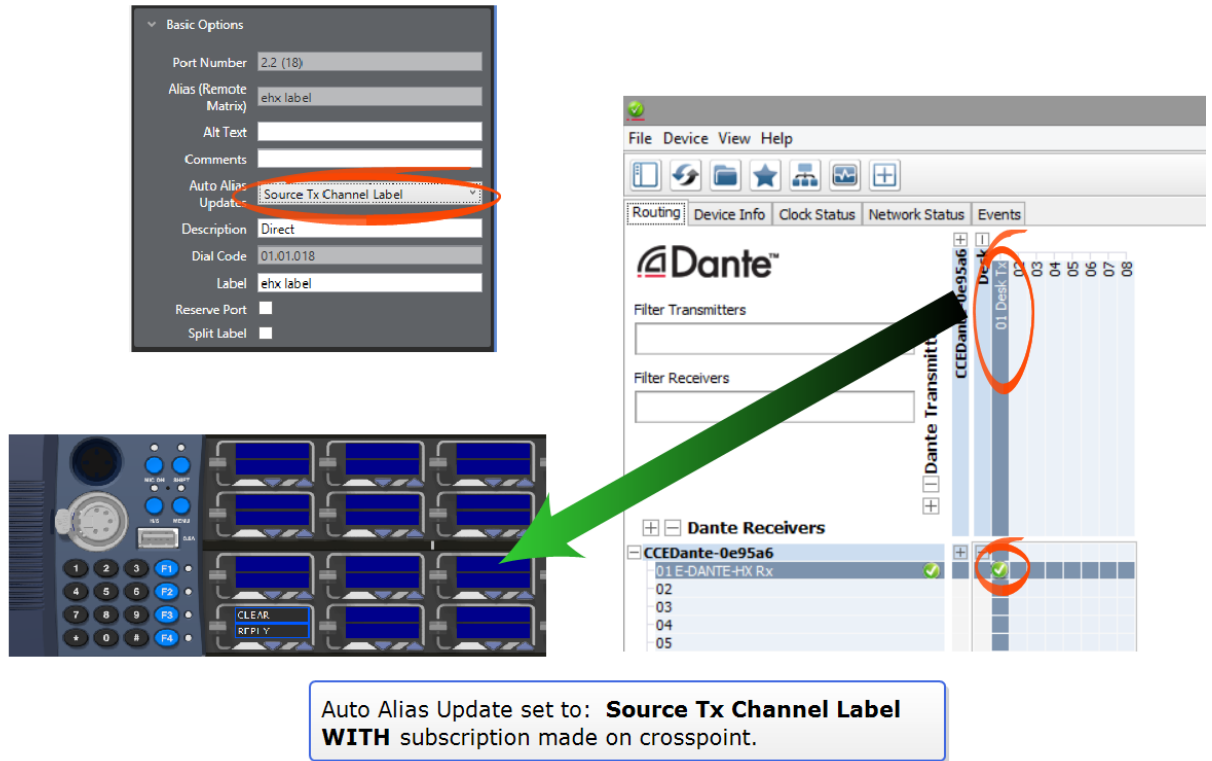 Basic Options
Port Number 2.2 (18)
Alias (Remote Matrix) ehx label
Alt Text
Comments
Auto Alias Updates Source Tx Channel Label
Description Direct
Dial Code 01.01.018
Label ehx label
Reserve Port
Split Label
File Device View Help
Routing Device Info Clock Status Network Status Events
Dante™
Filter Transmitters
Filter Receivers
Dante Transmitte
CCEDante-0e95a6
Desk
01 Desk Tx
02
03
04
05
06
07
08
Dante Receivers
CCEDante-0e95a6
01 E-DANTE-HX Rx
02
03
04
05
MENU
1 2 3 F1
4 5 6 F2
7 8 9 F3
* 0 # F4
CLEAR
REPLY
Auto Alias Update set to: Source Tx Channel Label
WITH subscription made on crosspoint.